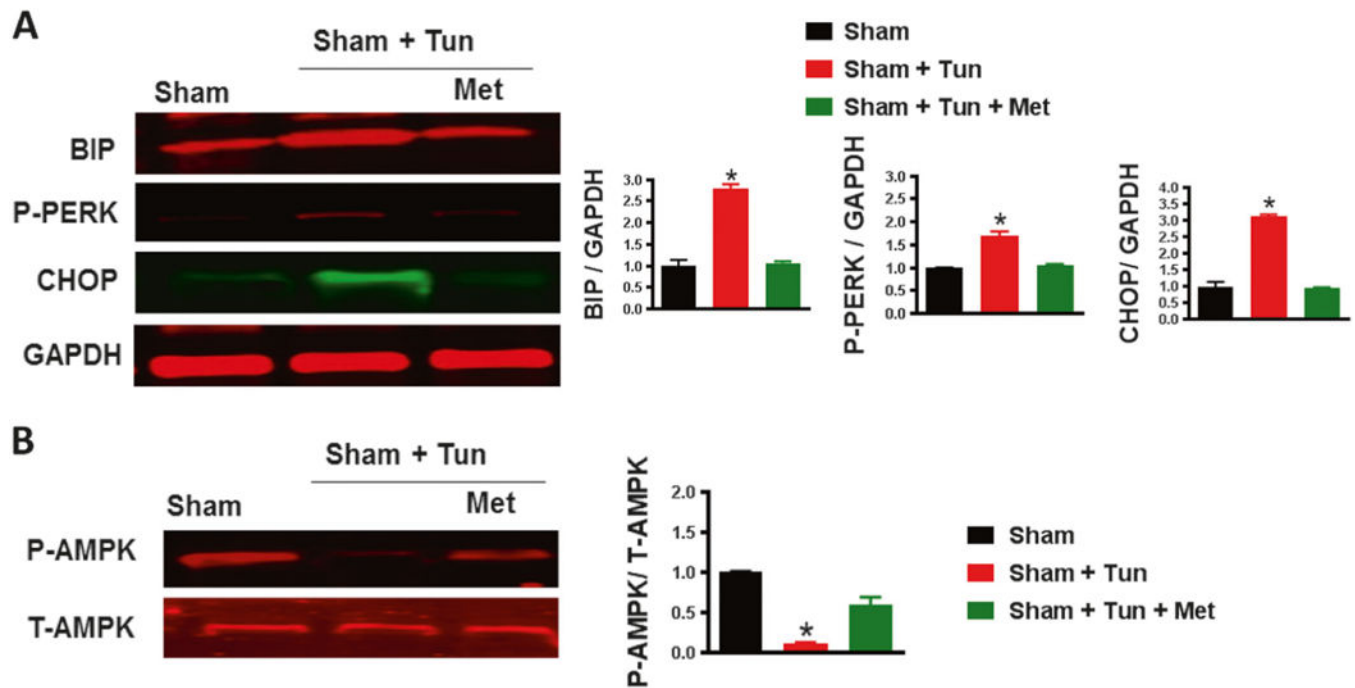 A
Sham + Tun
Sham
Met
BIP
P-PERK
CHOP
GAPDH
Sham
Sham + Tun
Sham + Tun + Met
BIP / GAPDH
3.0
2.5
2.0
1.5
1.0
0.5
0.0
*
P-PERK / GAPDH
3.0
2.5
2.0
1.5
1.0
0.5
0.0
*
CHOP/ GAPDH
4.0
3.5
3.0
2.5
2.0
1.5
1.0
0.5
0.0
*
B
Sham + Tun
Sham
Met
P-AMPK
T-AMPK
P-AMPK/ T-AMPK
2.0
1.5
1.0
0.5
0.0
*
Sham
Sham + Tun
Sham + Tun + Met